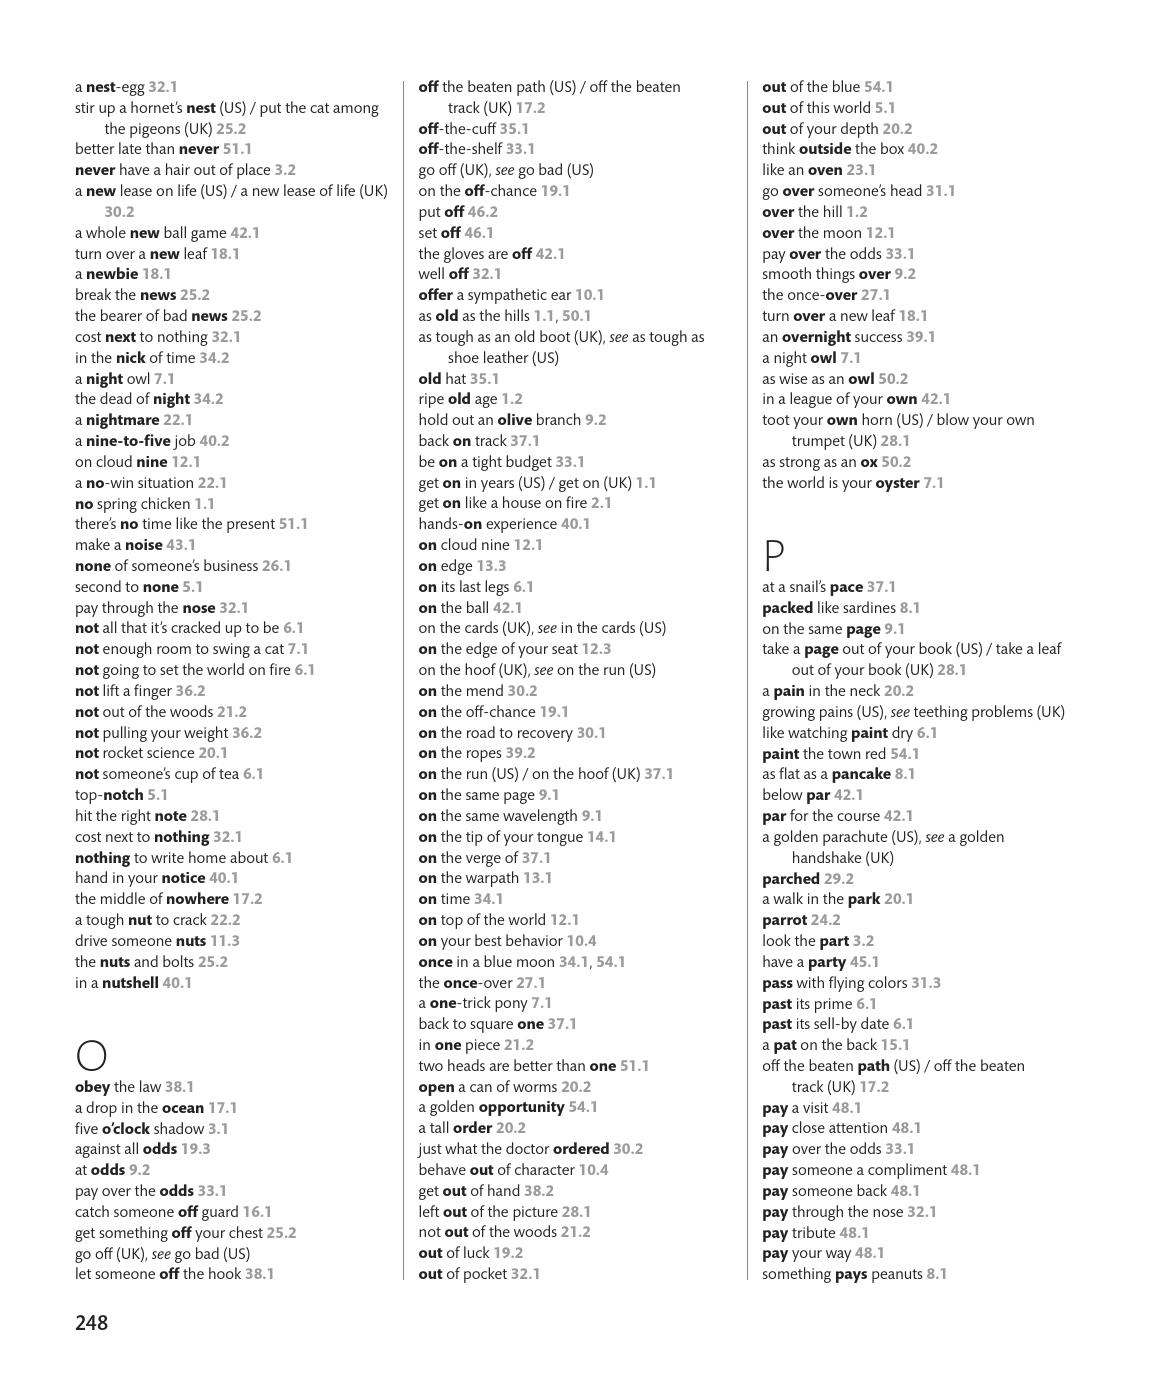 a nest-egg 32.1
stir up a hornet's nest (US) / put the cat among
the pigeons (UK) 25.2
better late than never 51.1
never have a hair out of place 3.2
a new lease on life (US) / a new lease of life (UK)
30.2
a whole new ball game 42.1
turn over a new leaf 18.1
a newbie 18.1
break the news 25.2
the bearer of bad news 25.2
cost next to nothing 32.1
in the nick of time 34.2
a night owl 7.1
the dead of night 34.2
a nightmare 22.1
a nine-to-five job 40.2
on cloud nine 12.1
a no-win situation 22.1
no spring chicken 1.1
there's no time like the present 51.1
make a noise 43.1
none of someone's business 26.1
second to none 5.1
pay through the nose 32.1
not all that it's cracked up to be 6.1
not enough room to swing a cat 7.1
not going to set the world on fire 6.1
not lift a finger 36.2
not out of the woods 21.2
not pulling your weight 36.2
not rocket science 20.1
not someone's cup of tea 6.1
top-notch 5.1
hit the right note 28.1
cost next to nothing 32.1
nothing to write home about 6.1
hand in your notice 40.1
the middle of nowhere 17.2
a tough nut to crack 22.2
drive someone nuts 11.3
the nuts and bolts 25.2
in a nutshell 40.1
O
obey the law 38.1
a drop in the ocean 17.1
five o'clock shadow 3.1
against all odds 19.3
at odds 9.2
pay over the odds 33.1
catch someone off guard 16.1
get something off your chest 25.2
go off (UK), see go bad (US)
let someone off the hook 38.1
off the beaten path (US) / off the beaten
track (UK) 17.2
off-the-cuff 35.1
off-the-shelf 33.1
go off (UK), see go bad (US)
on the off-chance 19.1
put off 46.2
set off 46.1
the gloves are off 42.1
well off 32.1
offer a sympathetic ear 10.1
as old as the hills 1.1, 50.1
as tough as an old boot (UK), see as tough as
shoe leather (US)
old hat 35.1
ripe old age 1.2
hold out an olive branch 9.2
back on track 37.1
be on a tight budget 33.1
get on in years (US) / get on (UK) 1.1
get on like a house on fire 2.1
hands-on experience 40.1
on cloud nine 12.1
on edge 13.3
on its last legs 6.1
on the ball 42.1
on the cards (UK), see in the cards (US)
on the edge of your seat 12.3
on the hoof (UK), see on the run (US)
on the mend 30.2
on the off-chance 19.1
on the road to recovery 30.1
on the ropes 39.2
on the run (US) / on the hoof (UK) 37.1
on the same page 9.1
on the same wavelength 9.1
on the tip of your tongue 14.1
on the verge of 37.1
on the warpath 13.1
on time 34.1
on top of the world 12.1
on your best behavior 10.4
once in a blue moon 34.1, 54.1
the once-over 27.1
a one-trick pony 7.1
back to square one 37.1
in one piece 21.2
two heads are better than one 51.1
open a can of worms 20.2
a golden opportunity 54.1
a tall order 20.2
just what the doctor ordered 30.2
behave out of character 10.4
get out of hand 38.2
left out of the picture 28.1
not out of the woods 21.2
out of luck 19.2
out of pocket 32.1
out of the blue 54.1
out of this world 5.1
out of your depth 20.2
think outside the box 40.2
like an oven 23.1
go over someone's head 31.1
over the hill 1.2
over the moon 12.1
pay over the odds 33.1
smooth things over 9.2
the once-over 27.1
turn over a new leaf 18.1
an overnight success 39.1
a night owl 7.1
as wise as an owl 50.2
in a league of your own 42.1
toot your own horn (US) / blow your own
trumpet (UK) 28.1
as strong as an ox 50.2
the world is your oyster 7.1
P
at a snail's pace 37.1
packed like sardines 8.1
on the same page 9.1
take a page out of your book (US) / take a leaf
out of your book (UK) 28.1
a pain in the neck 20.2
growing pains (US), see teething problems (UK)
like watching paint dry 6.1
paint the town red 54.1
as flat as a pancake 8.1
below par 42.1
par for the course 42.1
a golden parachute (US), see a golden
handshake (UK)
parched 29.2
a walk in the park 20.1
parrot 24.2
look the part 3.2
have a party 45.1
pass with flying colors 31.3
past its prime 6.1
past its sell-by date 6.1
a pat on the back 15.1
off the beaten path (US) / off the beaten
track (UK) 17.2
pay a visit 48.1
pay close attention 48.1
pay over the odds 33.1
pay someone a compliment 48.1
pay someone back 48.1
pay through the nose 32.1
pay tribute 48.1
pay your way 48.1
something pays peanuts 8.1
248